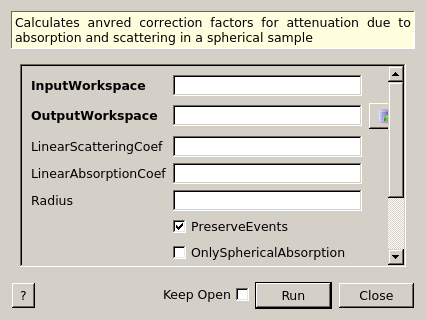 Calculates anvred correction factors for attenuation due to
absorption and scattering in a spherical sample
InputWorkspace
OutputWorkspace
LinearScatteringCoef
LinearAbsorptionCoef
Radius
PreserveEvents
OnlySphericalAbsorption
? Keep Open Run Close